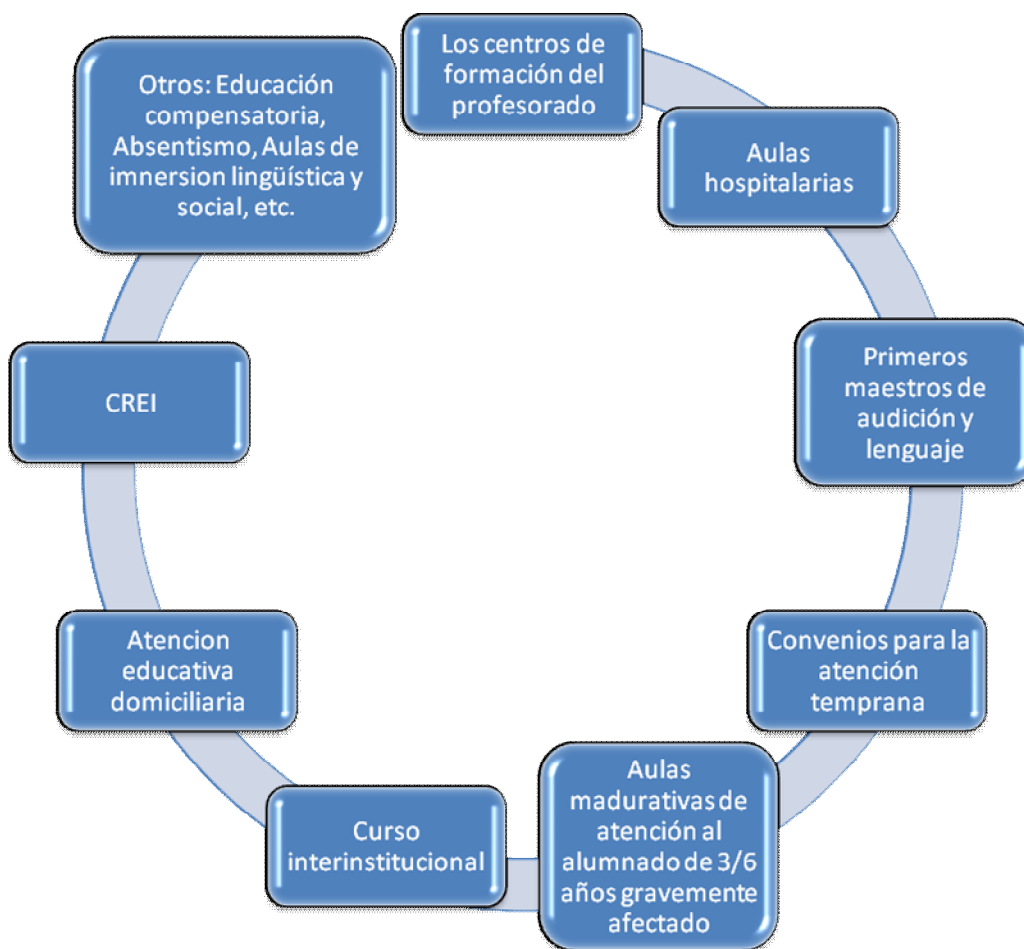 Los centros de
formación del
profesorado
Aulas
hospitalarias
Primeros
maestros de
audición y
lenguaje
Convenios para la
atención
temprana
Aulas
madurativas de
atención al
alumnado de 3/6
años gravemente
afectado
Curso
interinstitucional
Atencion
educativa
domiciliaria
CREI
Otros: Educación
compensatoria,
Absentismo, Aulas de
imnersion lingüística y
social, etc.